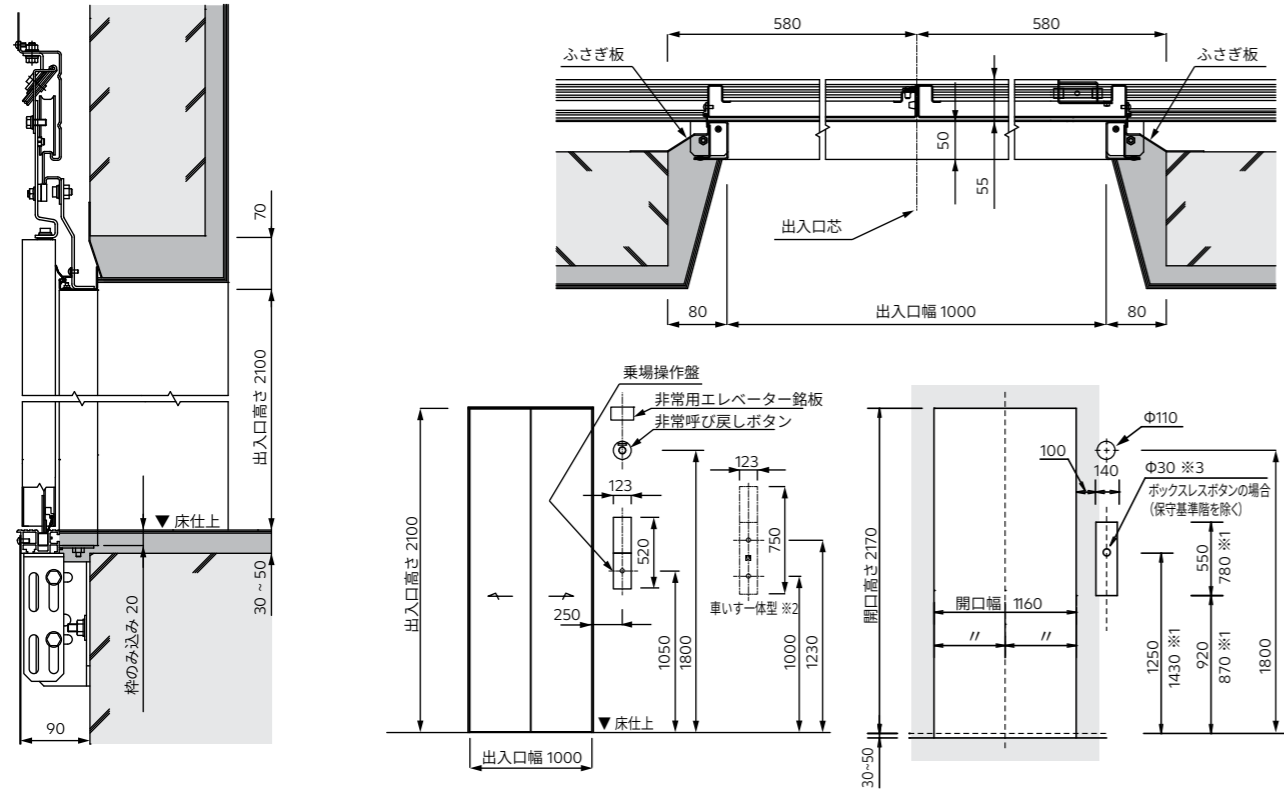 70
出入口高さ 2100
▼ 床仕上
枠のみ込み 20
30 ~ 50
90
580
580
ふさぎ板
ふさぎ板
50
55
出入口芯
80
出入口幅 1000
80
乗場操作盤
非常用エレベーター銘板
非常呼び戻しボタン
123
520
250
1050
1800
出入口高さ 2100
▼ 床仕上
出入口幅 1000
123
750
車いす一体型 ※2
1000
1230
開口高さ 2170
30~50
開口幅 1160
〃
〃
100
140
Φ110
Φ30 ※3
ボックスレスボタンの場合
(保守基準階を除く)
550
780 ※1
1250
1430 ※1
920
870 ※1
1800